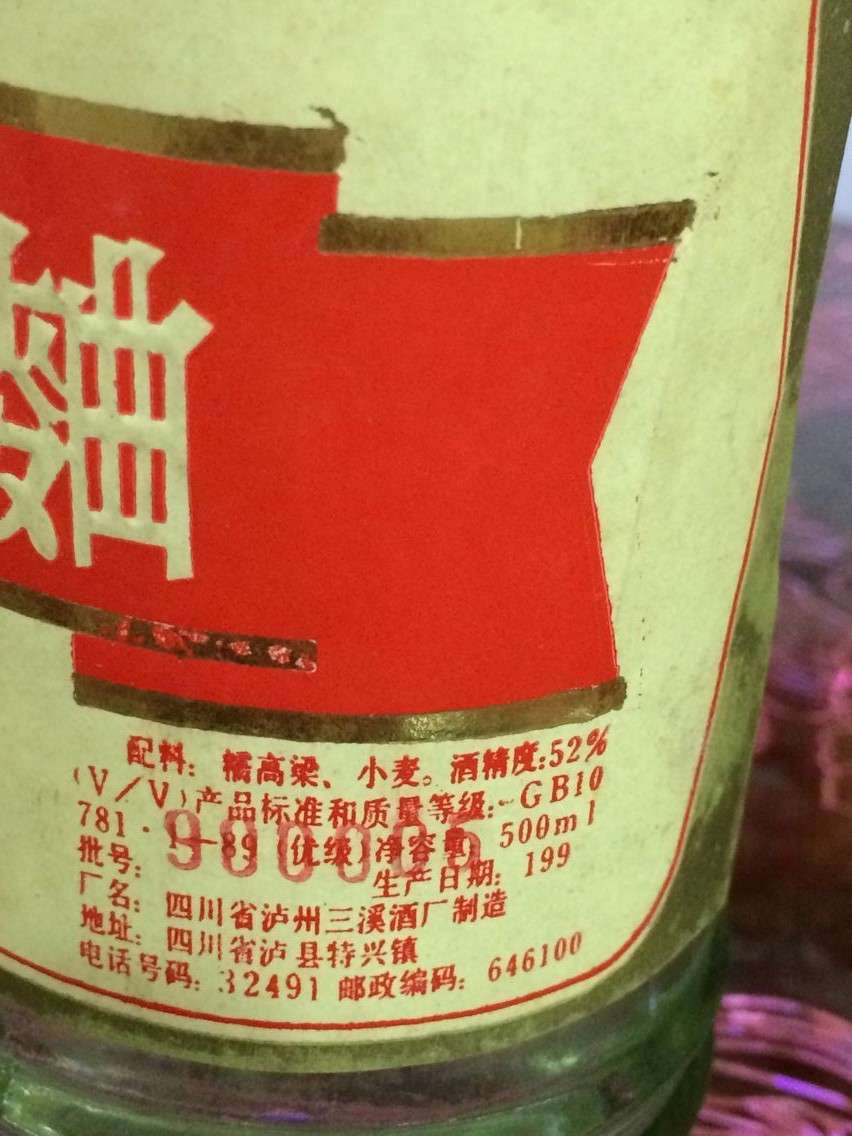 配料: 橘高梁、小麦。酒精度:52%
(V/V)产品标准和质量等级:-GB10
781·1-89(优级)净容量 500ml
批号: 生产日期: 199
厂名: 四川省泸州三溪酒厂制造
地址: 四川省泸县特兴镇
电话号码: 32491 邮政编码: 646100